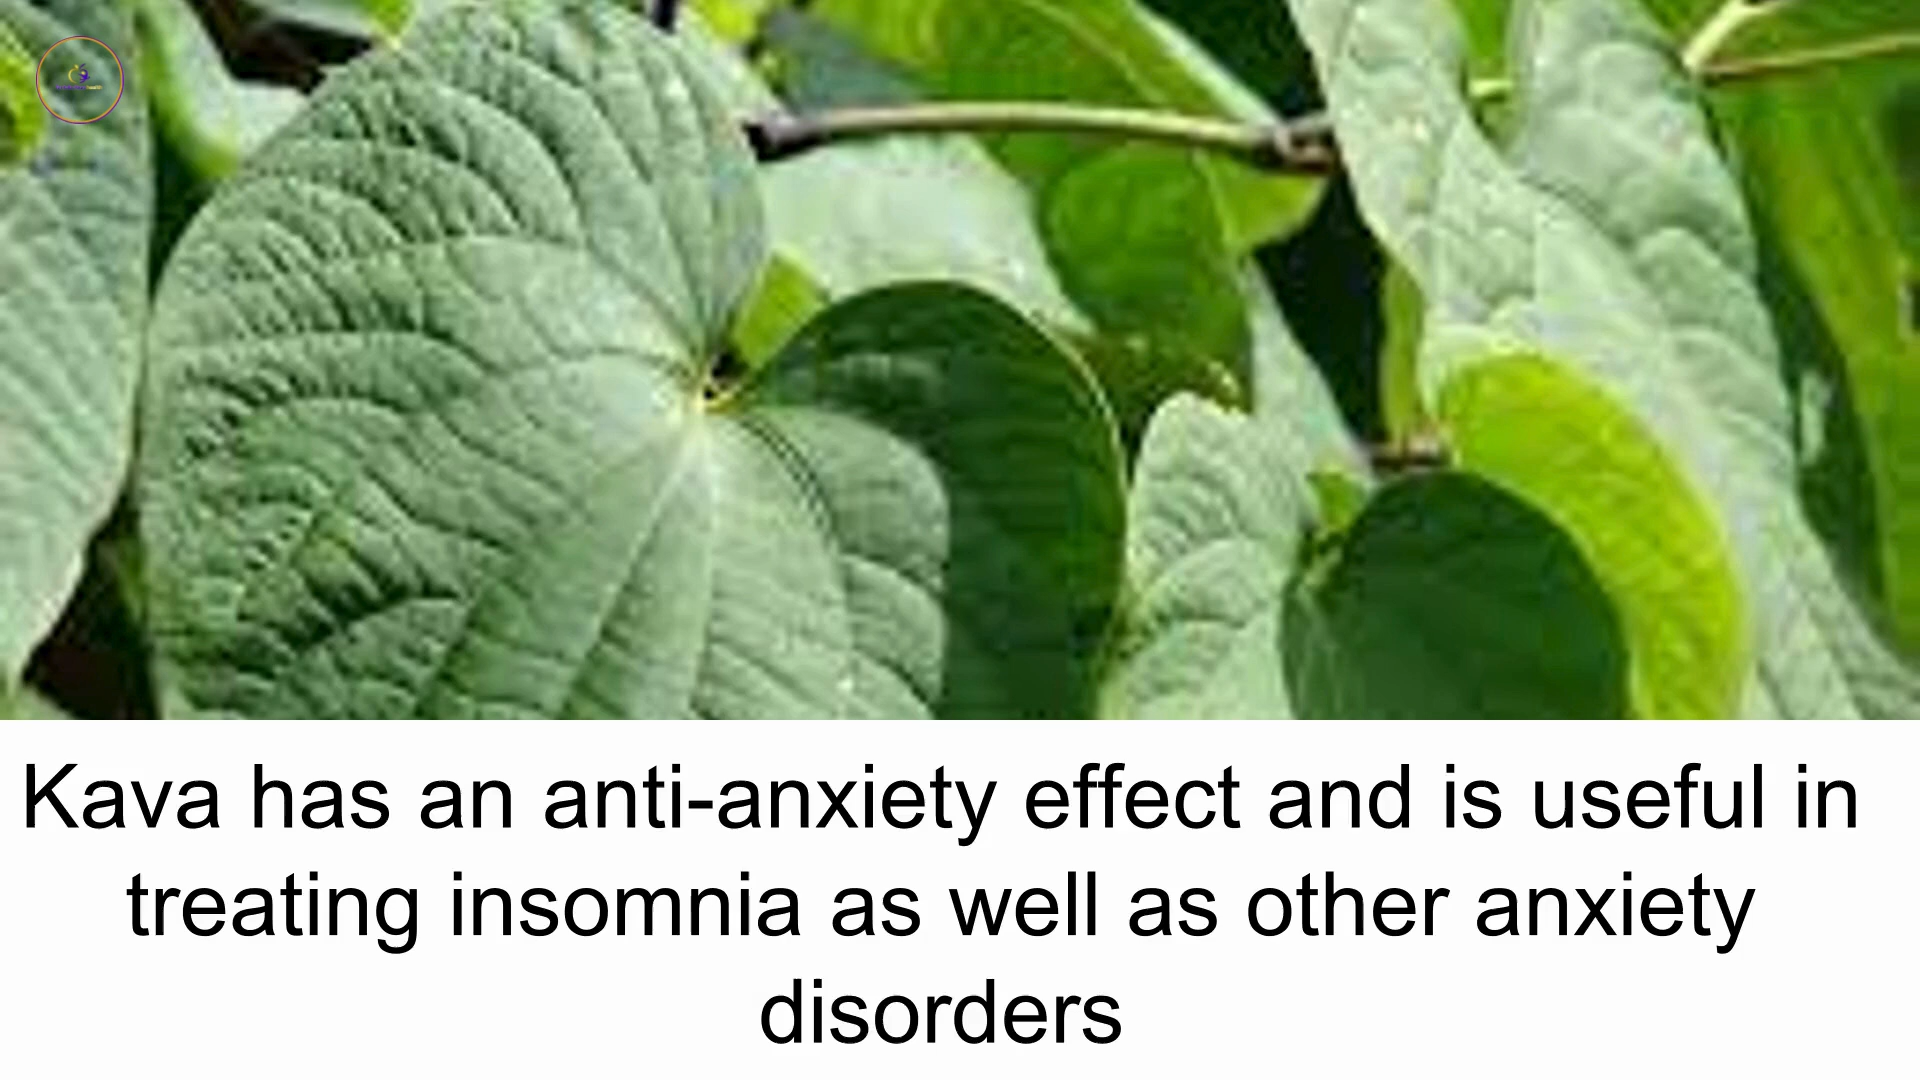 Kava has an anti-anxiety effect and is useful in
treating insomnia as well as other anxiety
disorders